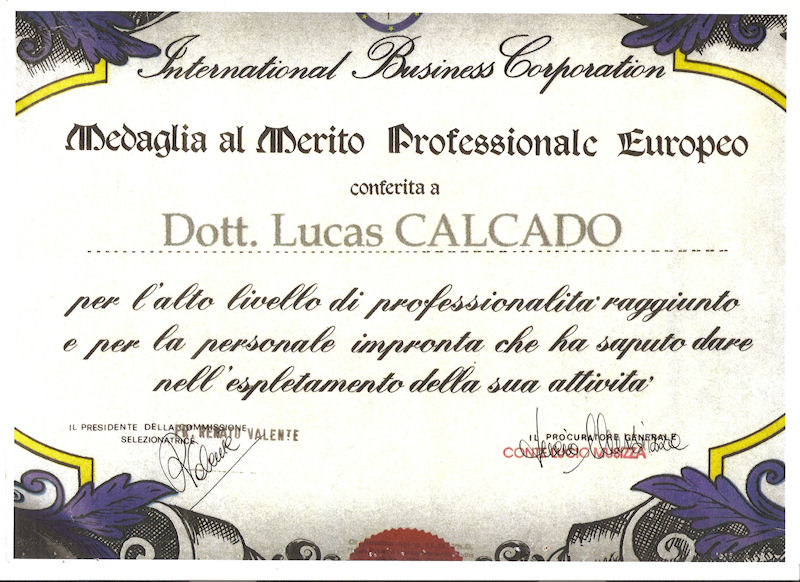 International Business Corporation
Medaglia al Merito Professionale Europeo
conferita a
Dott. Lucas CALCADO
per l'alto livello di professionalita' raggiunto
e per la personale impronta che ha saputo dare
nell'espletamento della sua attivita'
IL PRESIDENTE DELLA COMMISSIONE
SELEZIONATRICE
RENATO VALENTE
IL PROCURATORE GENERALE
CONTE LUCIO